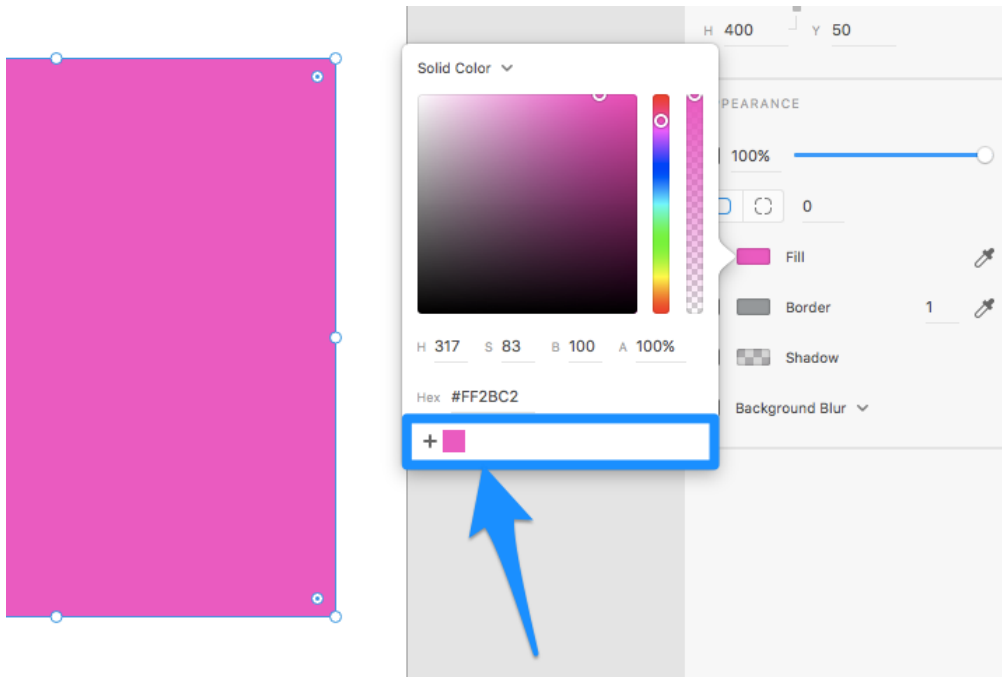 H 400 Y 50
Solid Color
PEARANCE
100%
0
Fill
Border 1
H 317 S 83 B 100 A 100%
Shadow
Hex #FF2BC2
Background Blur
+